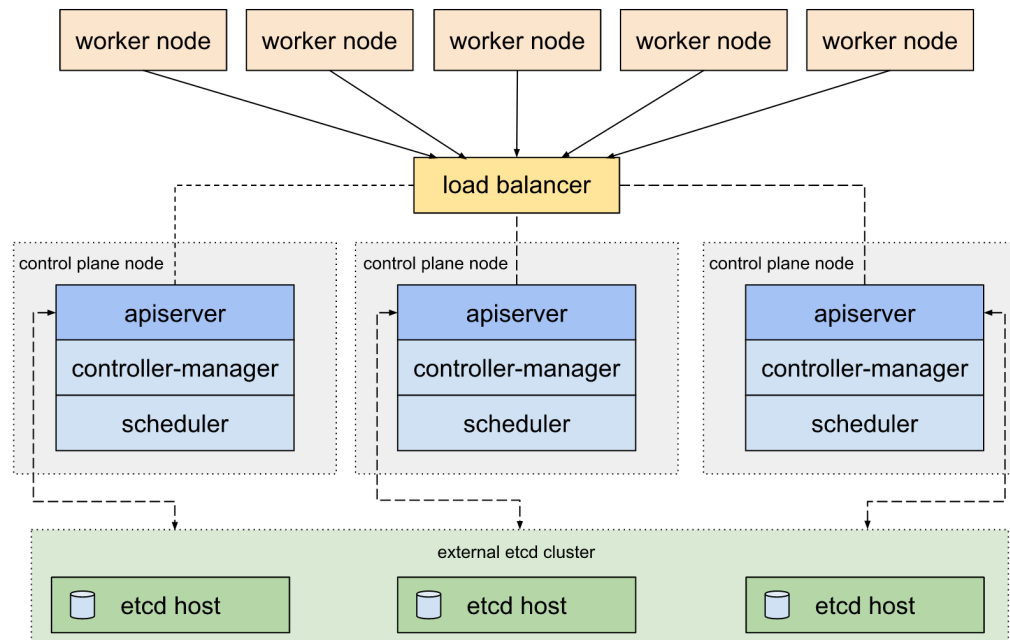 worker node
worker node
worker node
worker node
worker node
load balancer
control plane node
control plane node
control plane node
apiserver
apiserver
apiserver
controller-manager
controller-manager
controller-manager
scheduler
scheduler
scheduler
external etcd cluster
etcd host
etcd host
etcd host